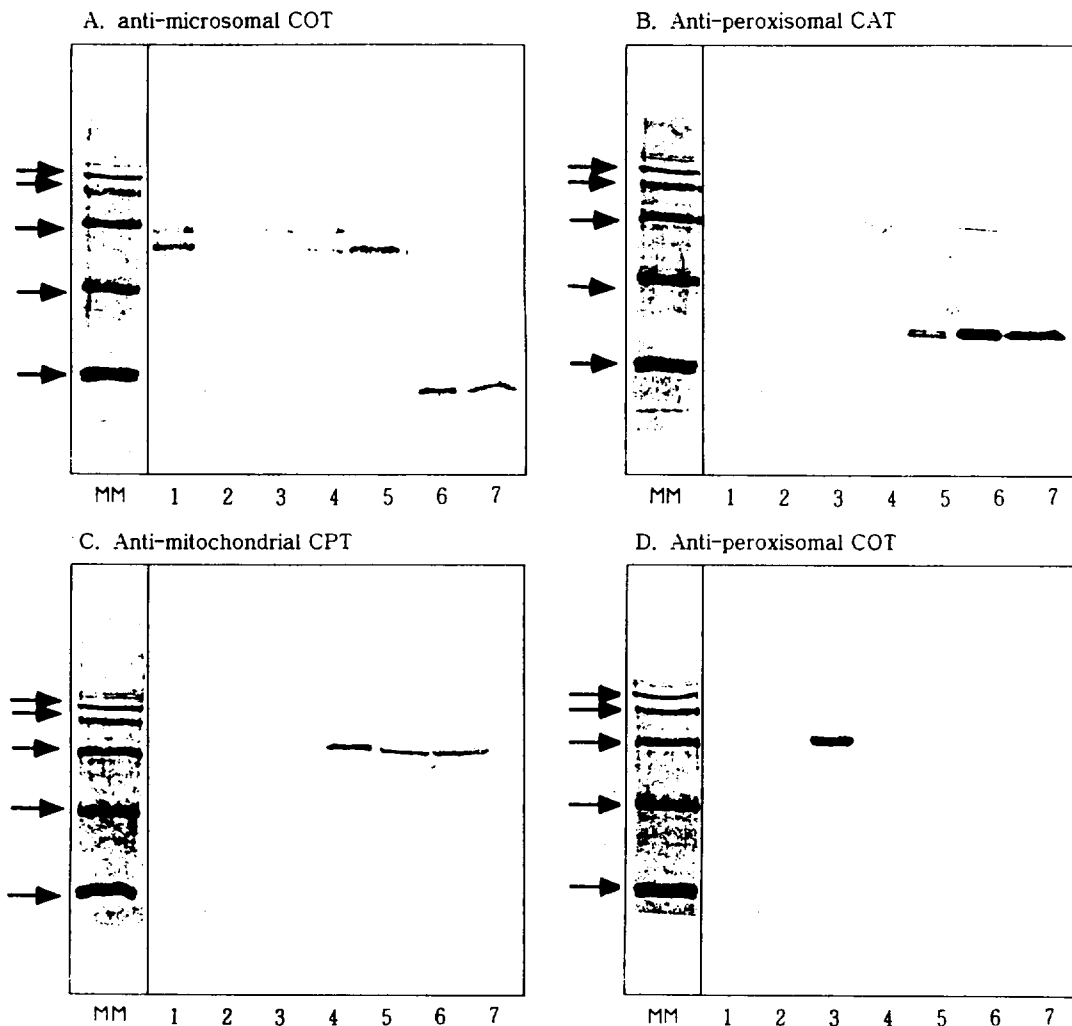 A. anti-microsomal COT
B. Anti-peroxisomal CAT
MM 1 2 3 4 5 6 7
MM 1 2 3 4 5 6 7
C. Anti-mitochondrial CPT
D. Anti-peroxisomal COT
MM 1 2 3 4 5 6 7
MM 1 2 3 4 5 6 7